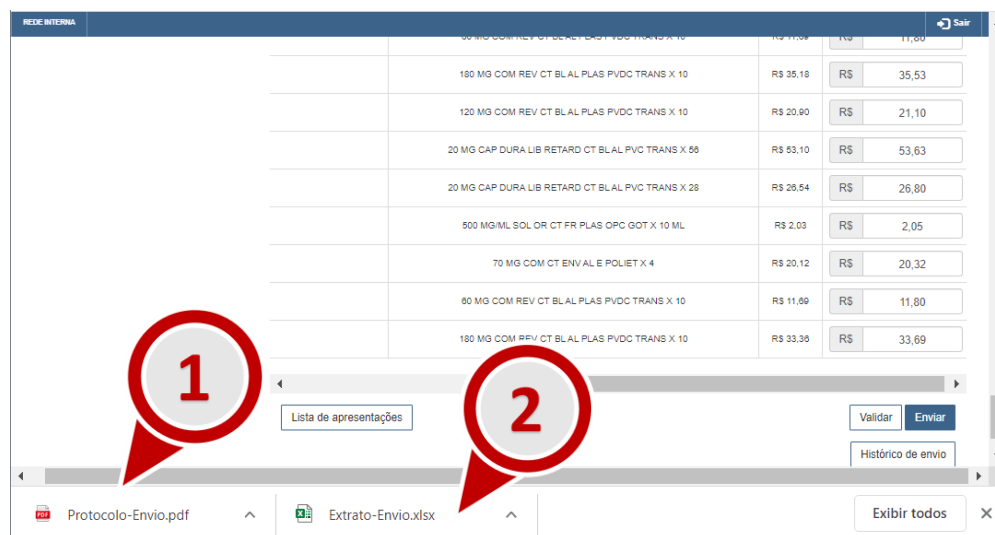 REDE INTERNA Sair
11,80
180 MG COM REV CT BL AL PLAS PVDC TRANS X 10 R$ 35,18 R$ 35,53
120 MG COM REV CT BL AL PLAS PVDC TRANS X 10 R$ 20,90 R$ 21,10
20 MG CAP DURA LIB RETARD CT BL AL PVC TRANS X 56 R$ 53,10 R$ 53,63
20 MG CAP DURA LIB RETARD CT BL AL PVC TRANS X 28 R$ 26,54 R$ 26,80
500 MG/ML SOL OR CT FR PLAS OPC GOT X 10 ML R$ 2,03 R$ 2,05
70 MG COM CT ENV AL E POLIET X 4 R$ 20,12 R$ 20,32
60 MG COM REV CT BL AL PLAS PVDC TRANS X 10 R$ 11,69 R$ 11,80
180 MG COM REV CT BL AL PLAS PVDC TRANS X 10 R$ 33,36 R$ 33,69
1
2
Lista de apresentações Validar Enviar
Histórico de envio
PDF Protocolo-Envio.pdf Extrato-Envio.xlsx Exibir todos